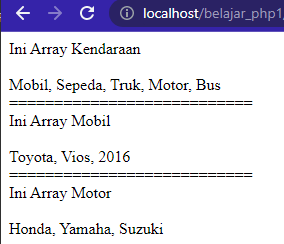 localhost/belajar_php1/
Ini Array Kendaraan
Mobil, Sepeda, Truk, Motor, Bus
===========================
Ini Array Mobil
Toyota, Vios, 2016
===========================
Ini Array Motor
Honda, Yamaha, Suzuki